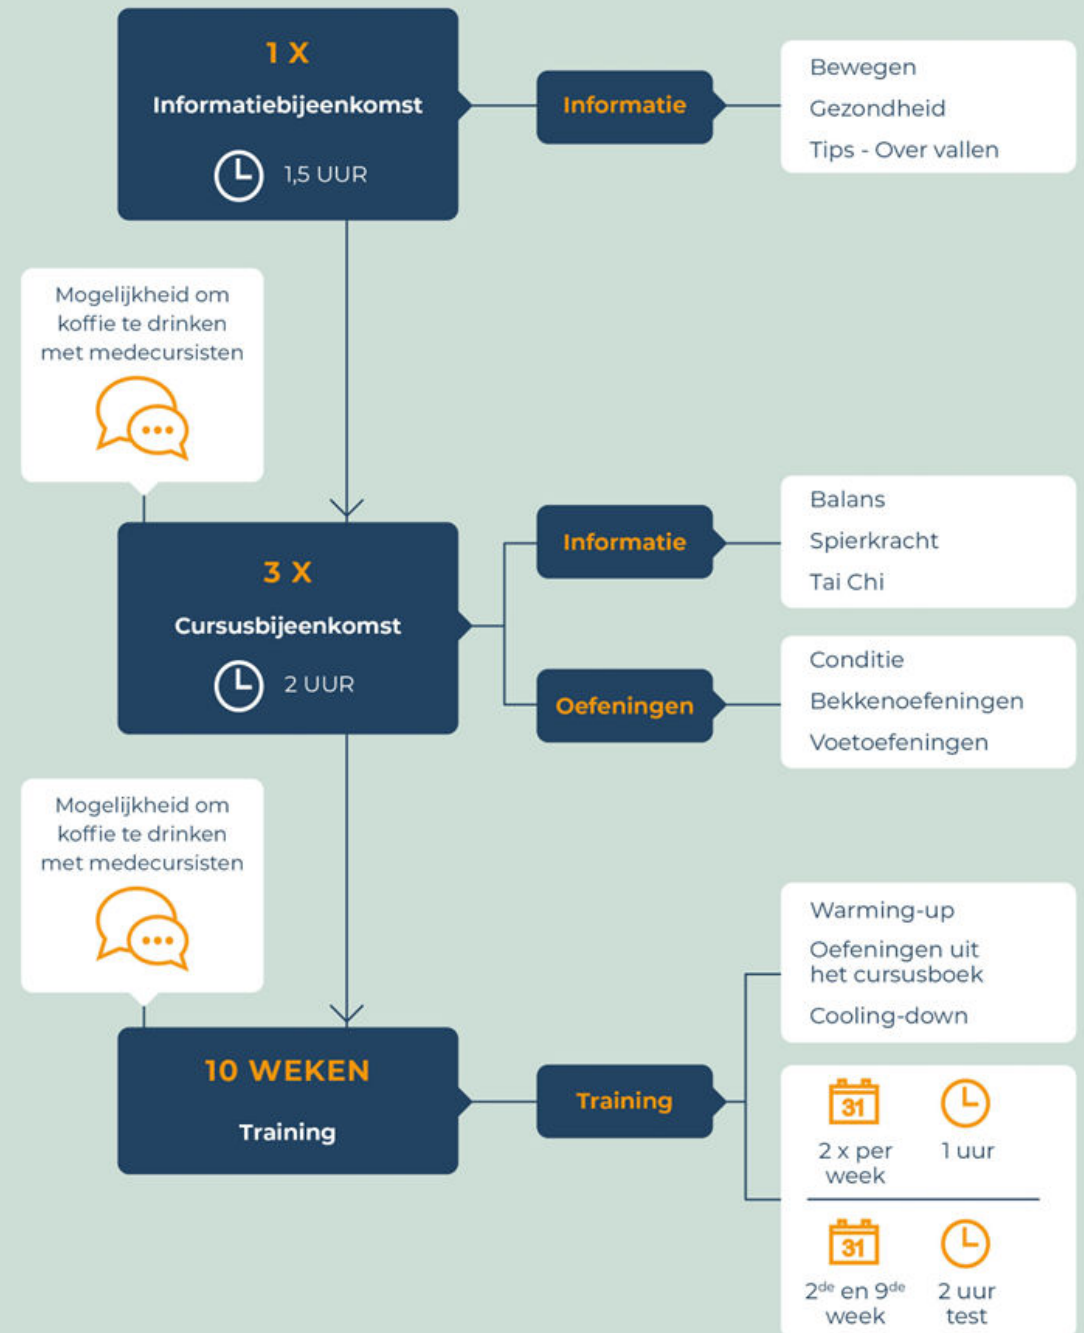 1 X
Informatiebijeenkomst
1,5 UUR
Informatie
Bewegen
Gezondheid
Tips - Over vallen
Mogelijkheid om
koffie te drinken
met medecursisten
3 X
Cursusbijeenkomst
2 UUR
Informatie
Balans
Spierkracht
Tai Chi
Oefeningen
Conditie
Bekkenoefeningen
Voetoefeningen
Mogelijkheid om
koffie te drinken
met medecursisten
10 WEKEN
Training
Training
Warming-up
Oefeningen uit
het cursusboek
Cooling-down
31
2 x per
week
1 uur
31
2de en 9de
week
2 uur
test